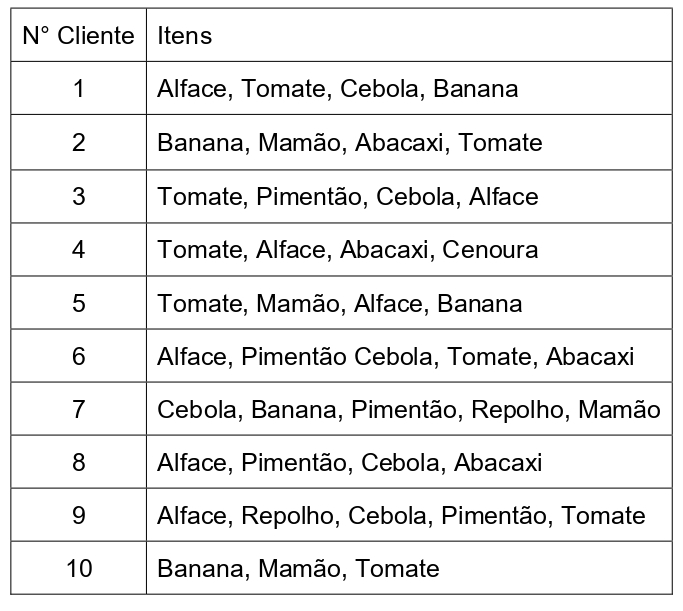 N° Cliente Itens
1 Alface, Tomate, Cebola, Banana
2 Banana, Mamão, Abacaxi, Tomate
3 Tomate, Pimentão, Cebola, Alface
4 Tomate, Alface, Abacaxi, Cenoura
5 Tomate, Mamão, Alface, Banana
6 Alface, Pimentão Cebola, Tomate, Abacaxi
7 Cebola, Banana, Pimentão, Repolho, Mamão
8 Alface, Pimentão, Cebola, Abacaxi
9 Alface, Repolho, Cebola, Pimentão, Tomate
10 Banana, Mamão, Tomate